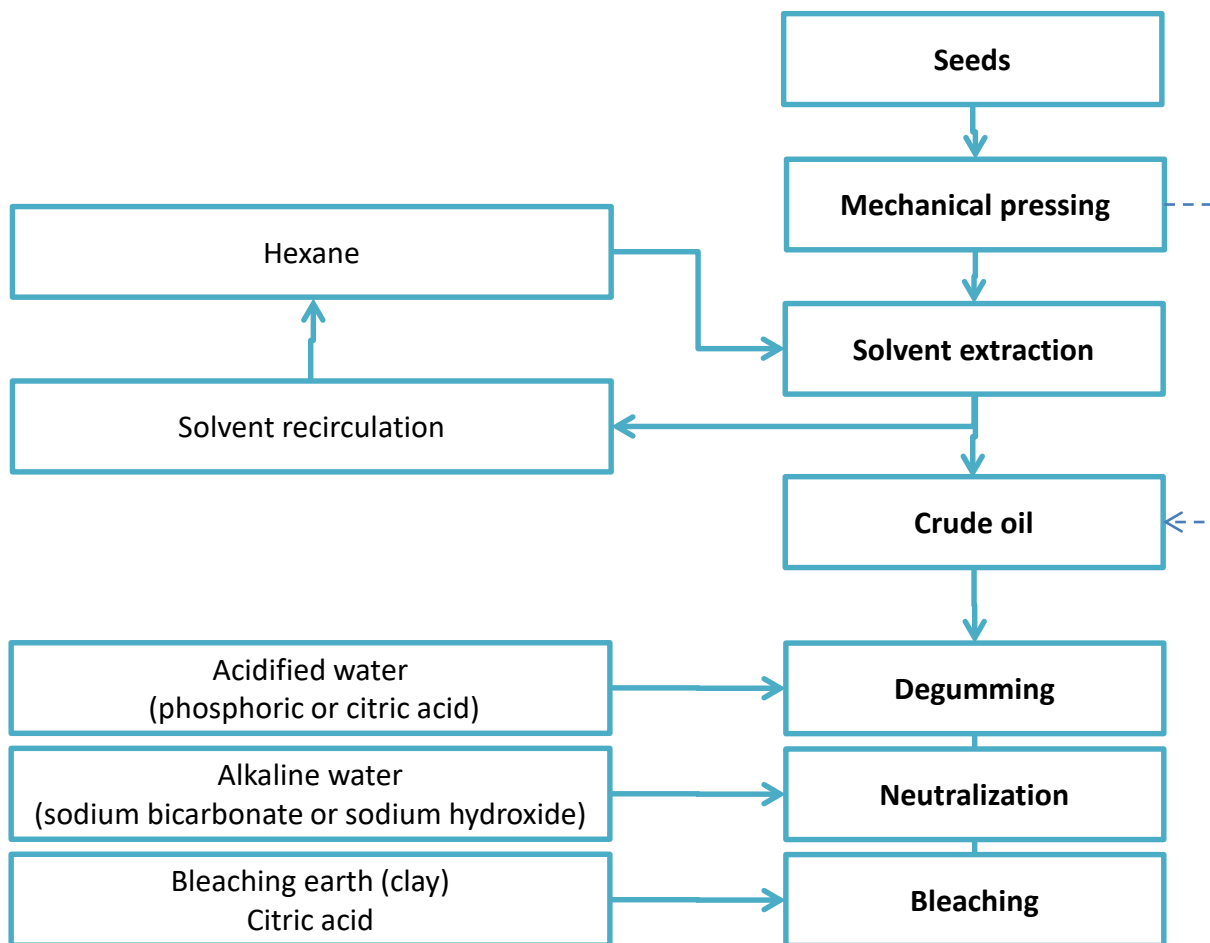 Seeds
Mechanical pressing
Hexane
Solvent extraction
Solvent recirculation
Crude oil
Acidified water
(phosphoric or citric acid)
Degumming
Alkaline water
(sodium bicarbonate or sodium hydroxide)
Neutralization
Bleaching earth (clay)
Citric acid
Bleaching